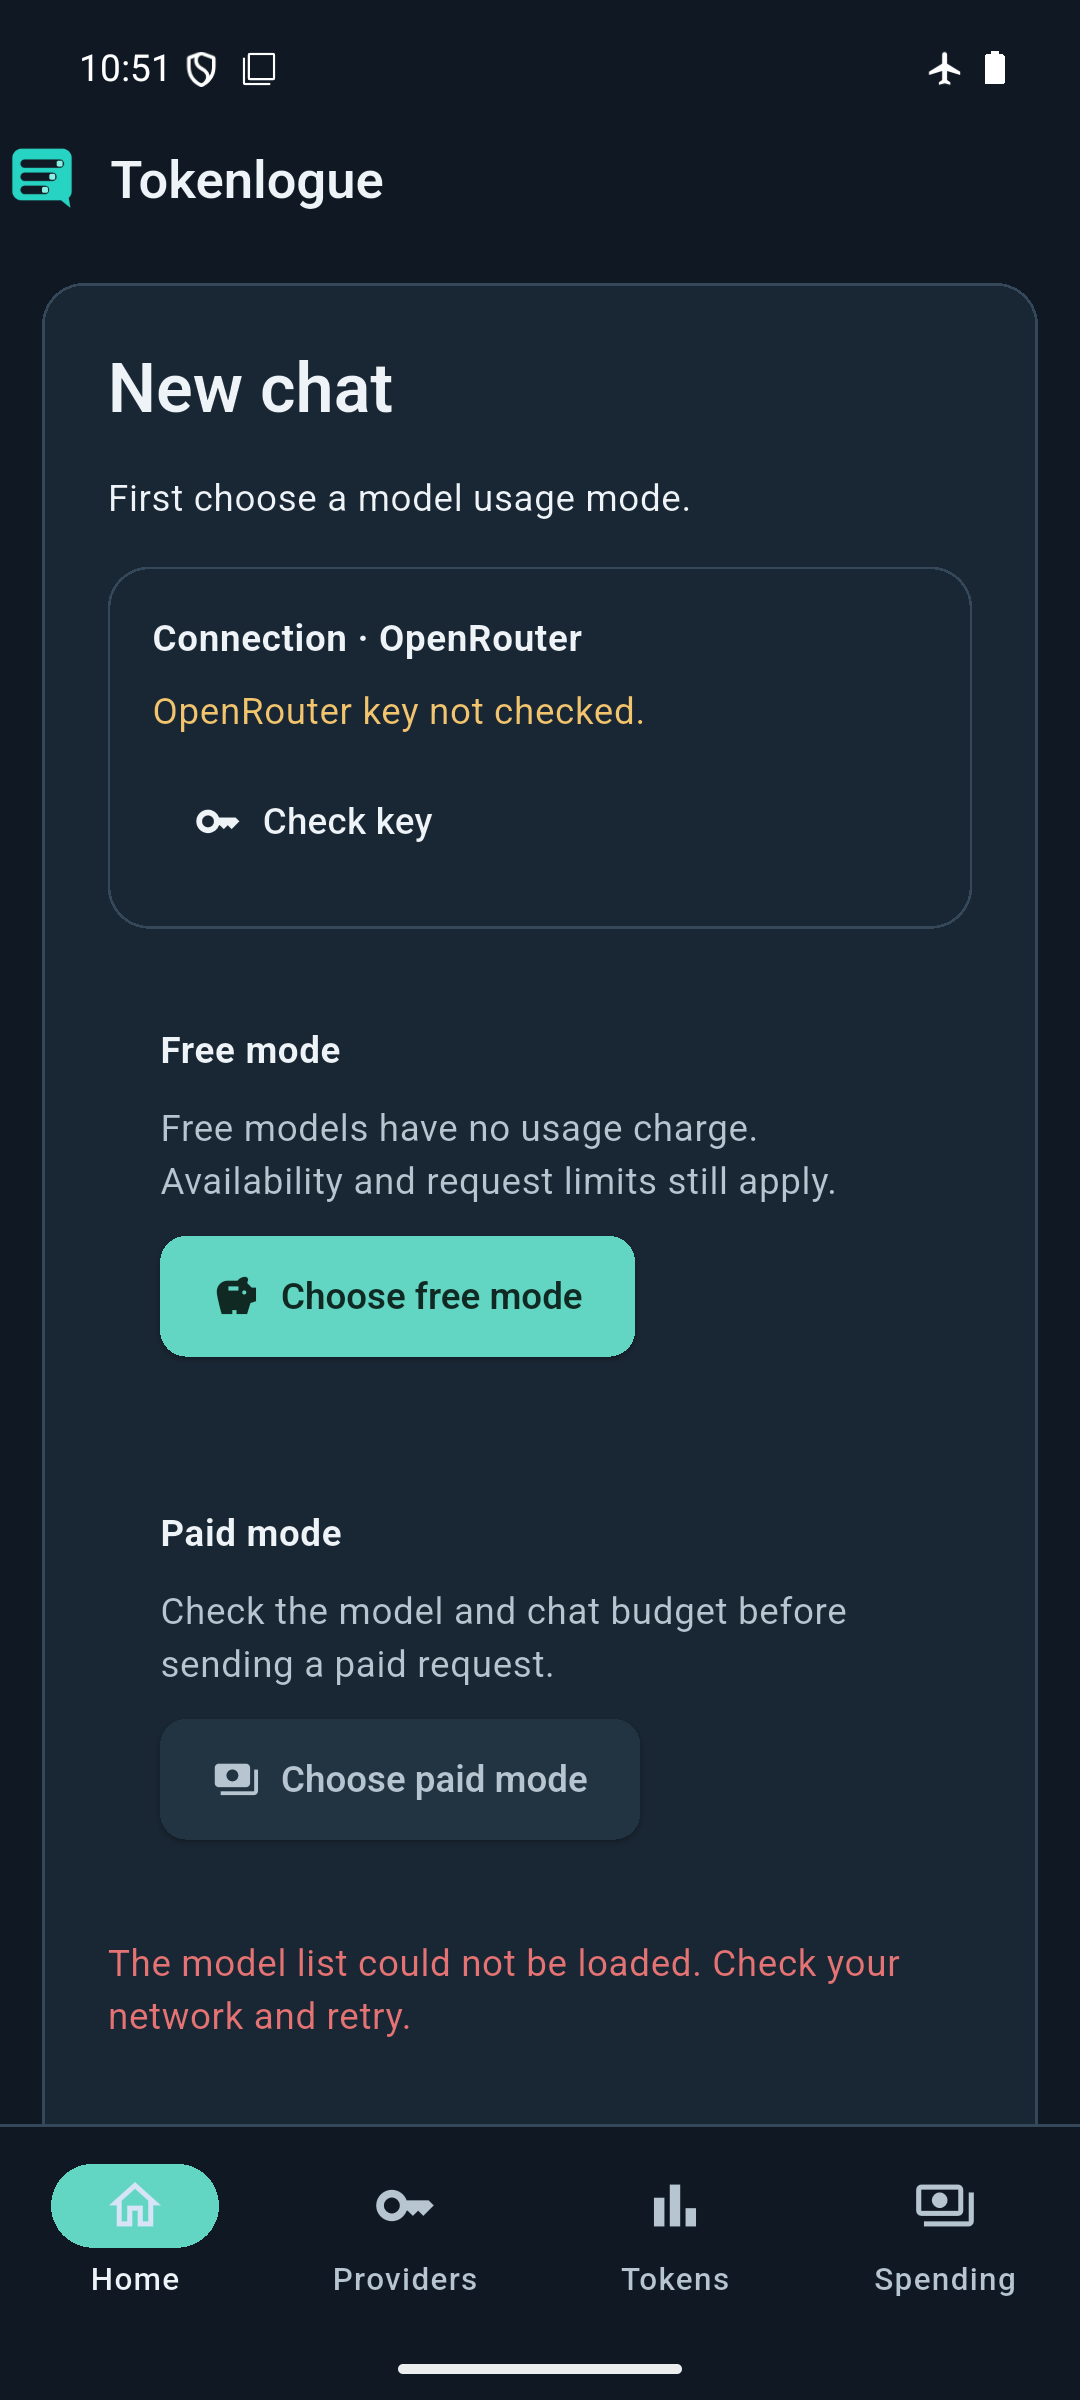 10:51
Tokenlogue
New chat
First choose a model usage mode.
Connection · OpenRouter
OpenRouter key not checked.
Check key
Free mode
Free models have no usage charge.
Availability and request limits still apply.
Choose free mode
Paid mode
Check the model and chat budget before
sending a paid request.
Choose paid mode
The model list could not be loaded. Check your
network and retry.
Home
Providers
Tokens
Spending